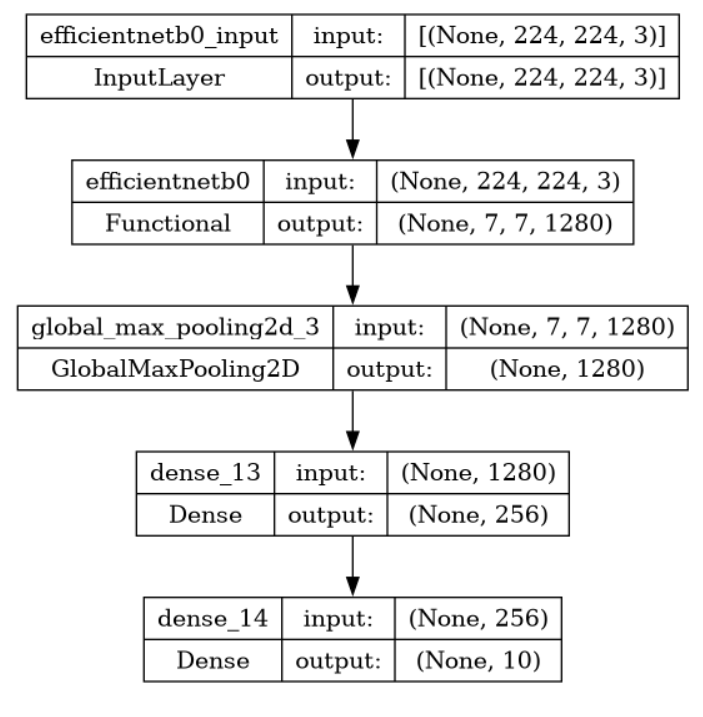 efficientnetb0_input input: [(None, 224, 224, 3)]
InputLayer output: [(None, 224, 224, 3)]
efficientnetb0 input: (None, 224, 224, 3)
Functional output: (None, 7, 7, 1280)
global_max_pooling2d_3 input: (None, 7, 7, 1280)
GlobalMaxPooling2D output: (None, 1280)
dense_13 input: (None, 1280)
Dense output: (None, 256)
dense_14 input: (None, 256)
Dense output: (None, 10)